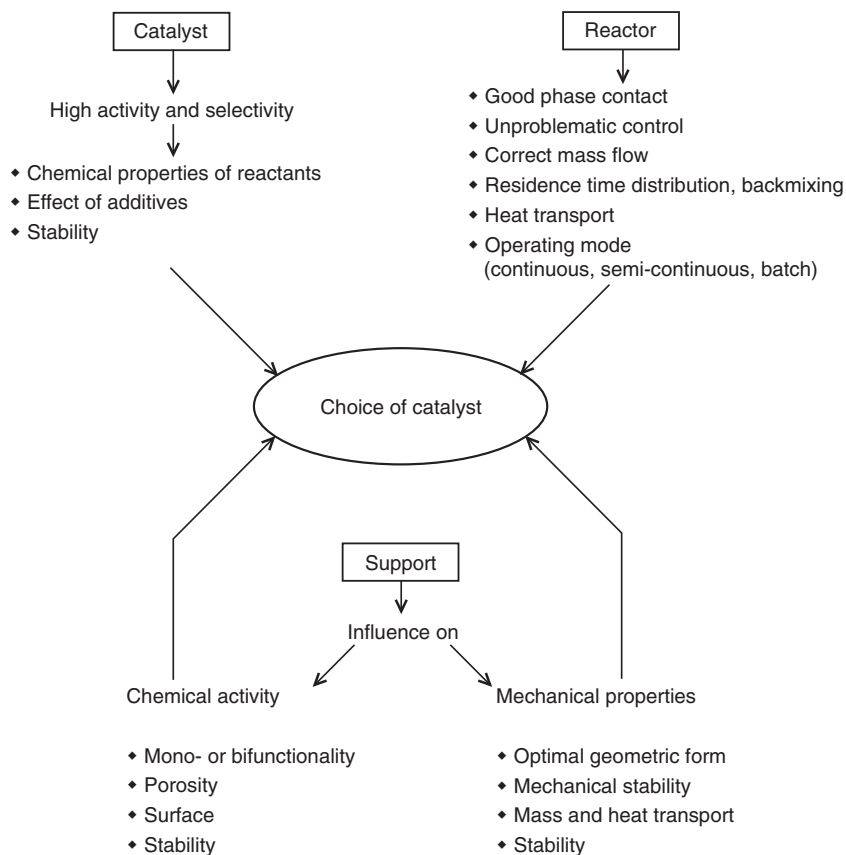 Catalyst
High activity and selectivity
◆ Chemical properties of reactants
◆ Effect of additives
◆ Stability
Reactor
◆ Good phase contact
◆ Unproblematic control
◆ Correct mass flow
◆ Residence time distribution, backmixing
◆ Heat transport
◆ Operating mode
(continuous, semi-continuous, batch)
Choice of catalyst
Support
Influence on
Chemical activity
◆ Mono- or bifunctionality
◆ Porosity
◆ Surface
◆ Stability
Mechanical properties
◆ Optimal geometric form
◆ Mechanical stability
◆ Mass and heat transport
◆ Stability